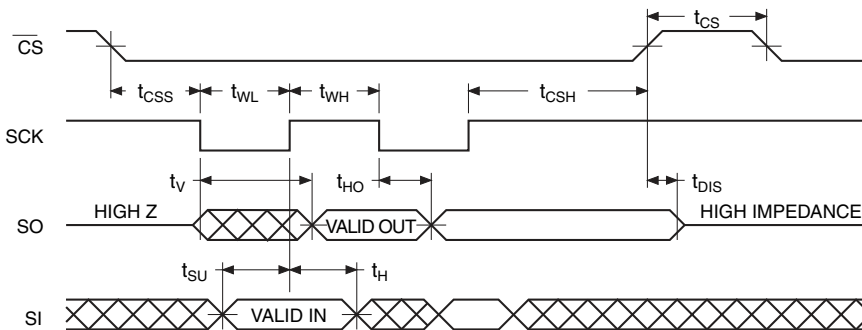 t_CS
CS
t_CSS t_WL t_WH t_CSH
SCK
t_V t_HO t_DIS
HIGH Z VALID OUT HIGH IMPEDANCE
SO
t_SU t_H
SI VALID IN